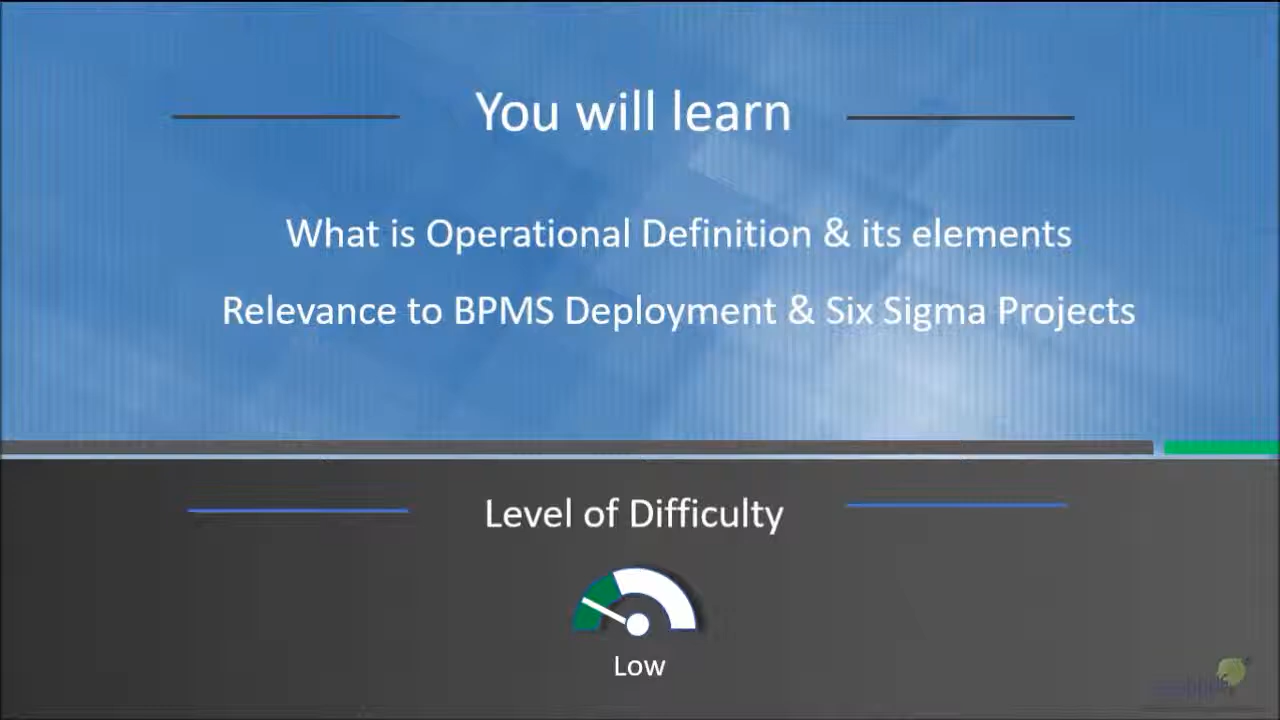 You will learn
What is Operational Definition & its elements
Relevance to BPMS Deployment & Six Sigma Projects
Level of Difficulty
Low